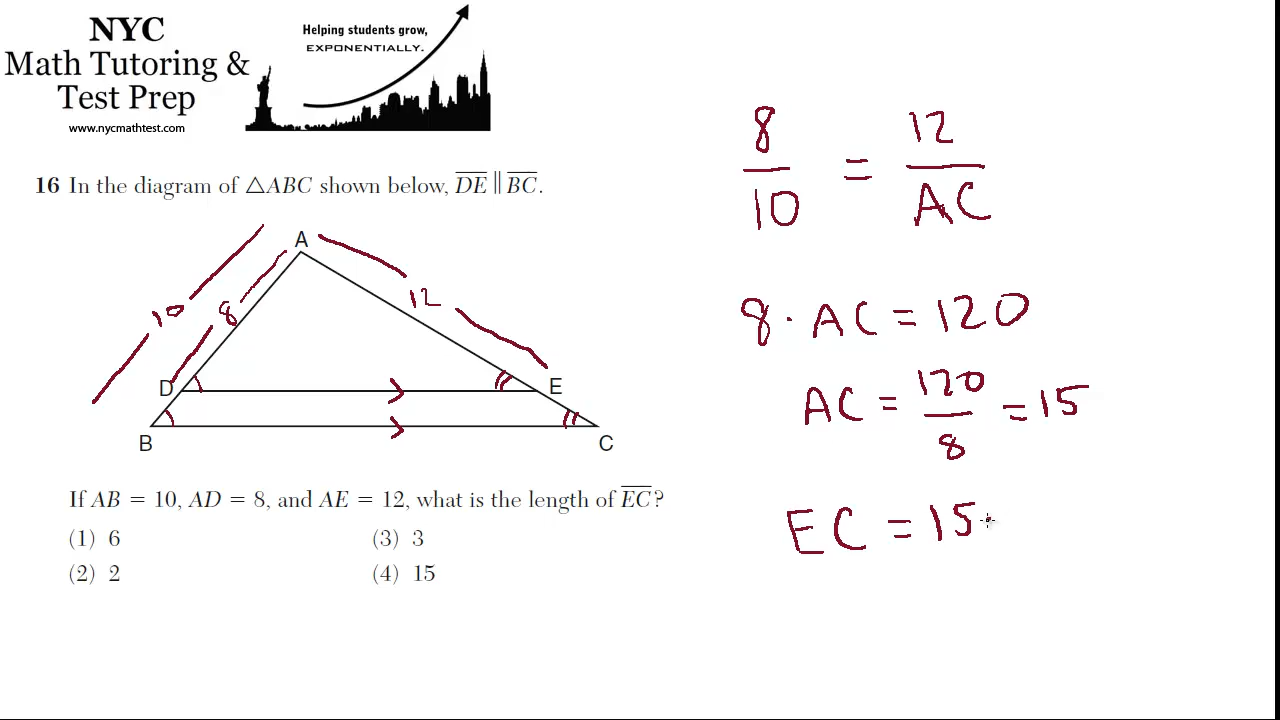 NYC
Math Tutoring &
Test Prep
www.nycmathtest.com
Helping students grow,
EXPONENTIALLY.
16 In the diagram of △ABC shown below, DE ∥ BC.
A
10
8
12
D
E
B
C
If AB = 10, AD = 8, and AE = 12, what is the length of EC?
(1) 6
(3) 3
(2) 2
(4) 15
8/10 = 12/AC
8 · AC = 120
AC = 120/8 = 15
EC = 15